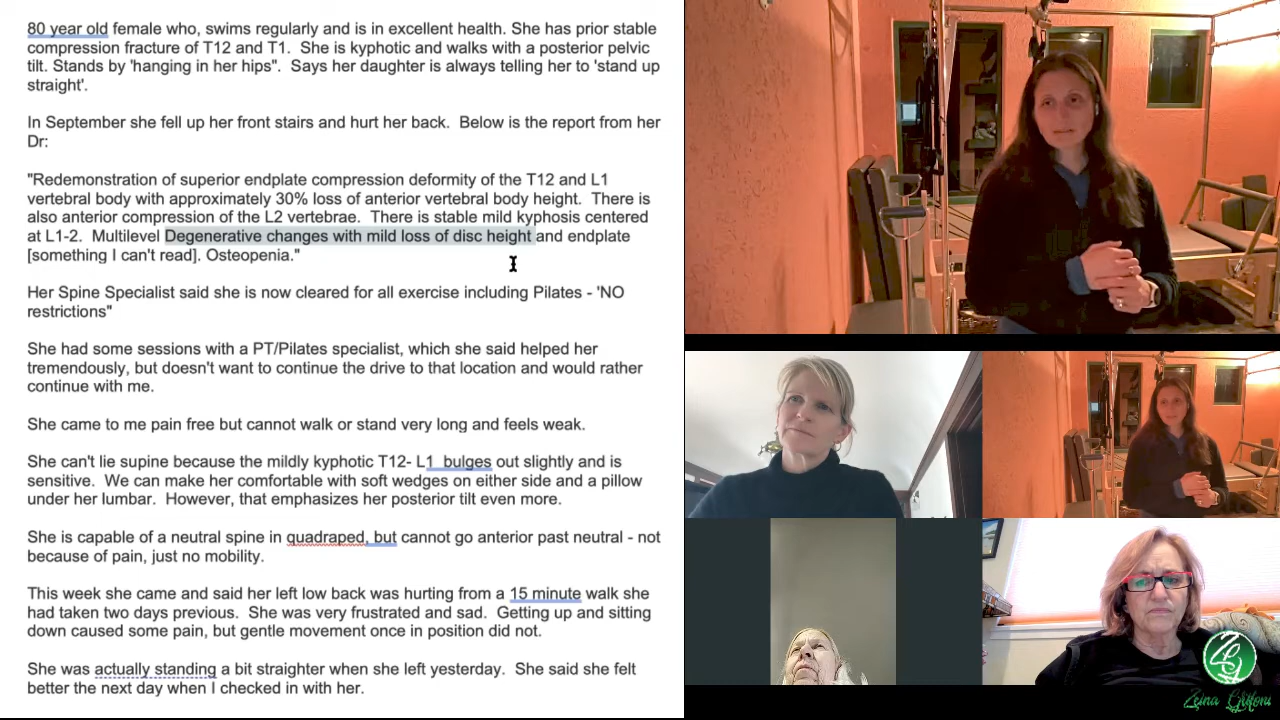 80 year old female who, swims regularly and is in excellent health. She has prior stable
compression fracture of T12 and T1.  She is kyphotic and walks with a posterior pelvic
tilt. Stands by 'hanging in her hips".  Says her daughter is always telling her to 'stand up
straight'.
In September she fell up her front stairs and hurt her back.  Below is the report from her
Dr:
"Redemonstration of superior endplate compression deformity of the T12 and L1
vertebral body with approximately 30% loss of anterior vertebral body height.  There is
also anterior compression of the L2 vertebrae.  There is stable mild kyphosis centered
at L1-2.  Multilevel Degenerative changes with mild loss of disc height and endplate
[something I can't read]. Osteopenia."
Her Spine Specialist said she is now cleared for all exercise including Pilates - 'NO
restrictions"
She had some sessions with a PT/Pilates specialist, which she said helped her
tremendously, but doesn't want to continue the drive to that location and would rather
continue with me.
She came to me pain free but cannot walk or stand very long and feels weak.
She can't lie supine because the mildly kyphotic T12- L1  bulges out slightly and is
sensitive.  We can make her comfortable with soft wedges on either side and a pillow
under her lumbar.  However, that emphasizes her posterior tilt even more.
She is capable of a neutral spine in quadraped, but cannot go anterior past neutral - not
because of pain, just no mobility.
This week she came and said her left low back was hurting from a 15 minute walk she
had taken two days previous.  She was very frustrated and sad.  Getting up and sitting
down caused some pain, but gentle movement once in position did not.
She was actually standing a bit straighter when she left yesterday.  She said she felt
better the next day when I checked in with her.